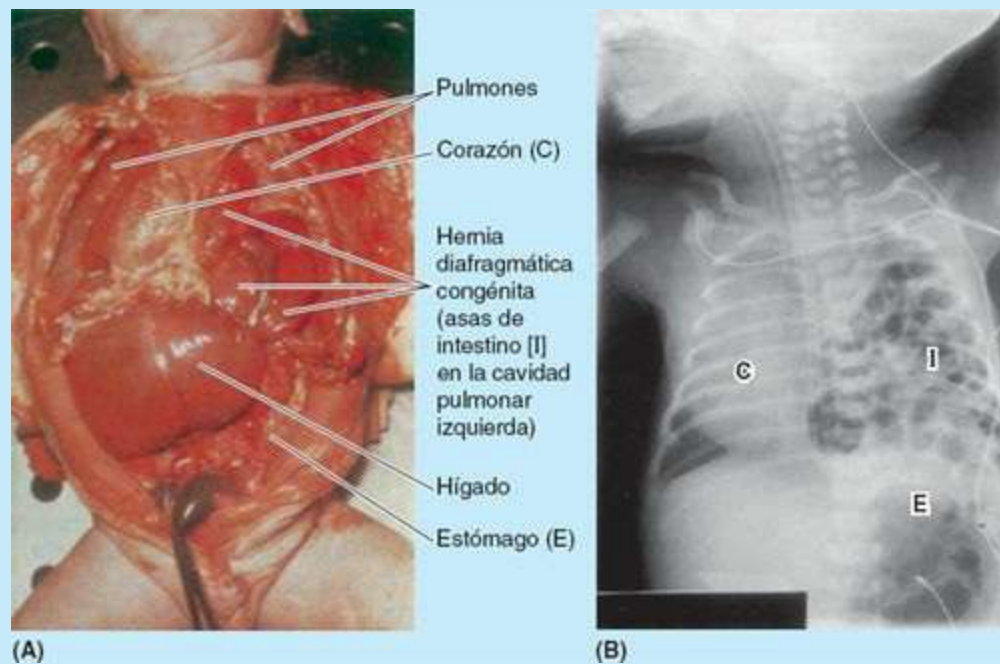 Pulmones
Corazón (C)
Hernia
diafragmática
congénita
(asas de
intestino [I]
en la cavidad
pulmonar
izquierda)
Hígado
Estómago (E)
C
I
E
(A)
(B)